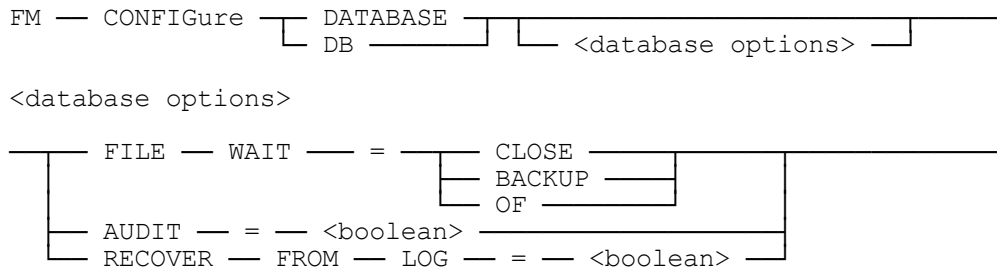 FM CONFIGure DATABASE
DB <database options>
<database options>
FILE WAIT = CLOSE
BACKUP
OF
AUDIT = <boolean>
RECOVER FROM LOG = <boolean>